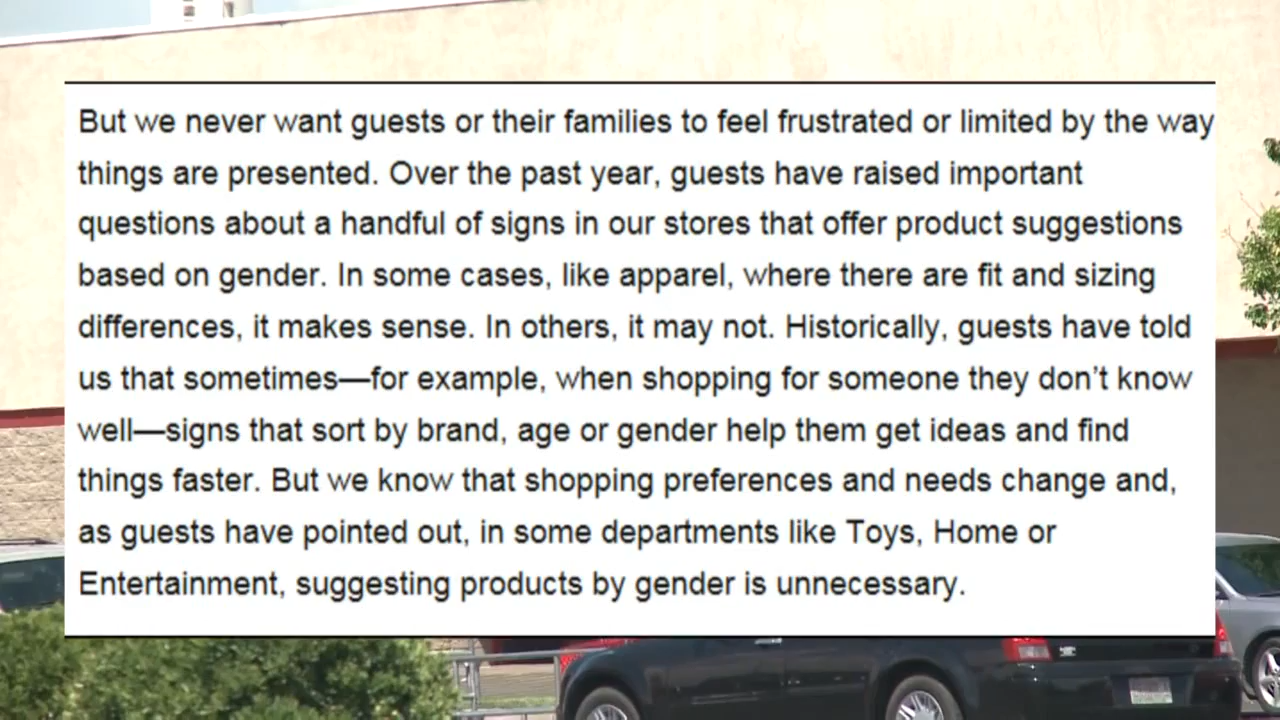 But we never want guests or their families to feel frustrated or limited by the way
things are presented. Over the past year, guests have raised important
questions about a handful of signs in our stores that offer product suggestions
based on gender. In some cases, like apparel, where there are fit and sizing
differences, it makes sense. In others, it may not. Historically, guests have told
us that sometimes—for example, when shopping for someone they don’t know
well—signs that sort by brand, age or gender help them get ideas and find
things faster. But we know that shopping preferences and needs change and,
as guests have pointed out, in some departments like Toys, Home or
Entertainment, suggesting products by gender is unnecessary.